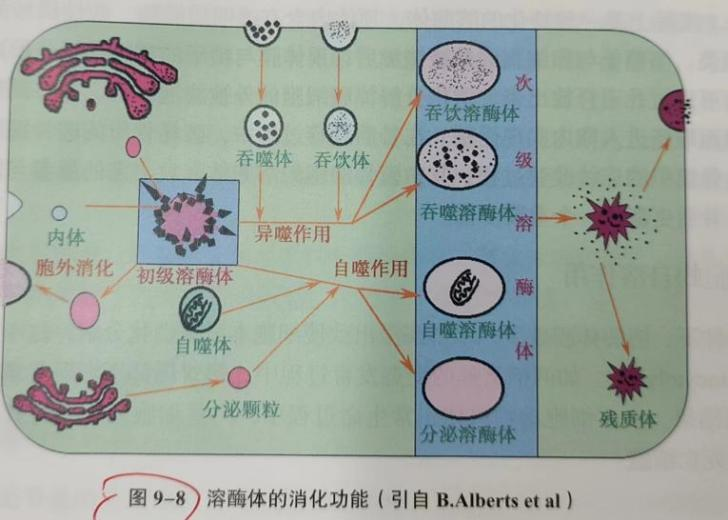 次
级
溶
酶
体
吞饮溶酶体
吞噬体
吞饮体
吞噬溶酶体
内体
异噬作用
胞外消化
初级溶酶体
自噬作用
自噬体
自噬溶酶体
分泌颗粒
分泌溶酶体
残质体
图 9-8 溶酶体的消化功能（引自 B.Alberts et al）